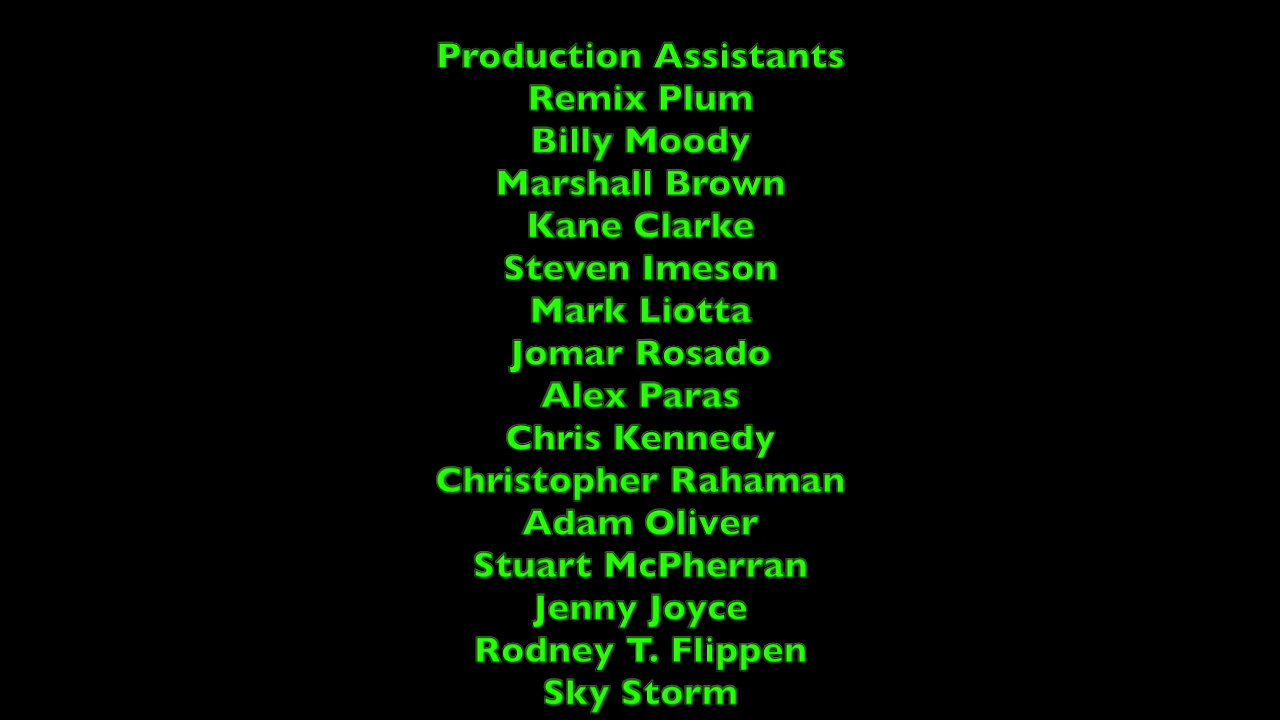 Production Assistants
Remix Plum
Billy Moody
Marshall Brown
Kane Clarke
Steven Imeson
Mark Liotta
Jomar Rosado
Alex Paras
Chris Kennedy
Christopher Rahaman
Adam Oliver
Stuart McPherran
Jenny Joyce
Rodney T. Flippen
Sky Storm